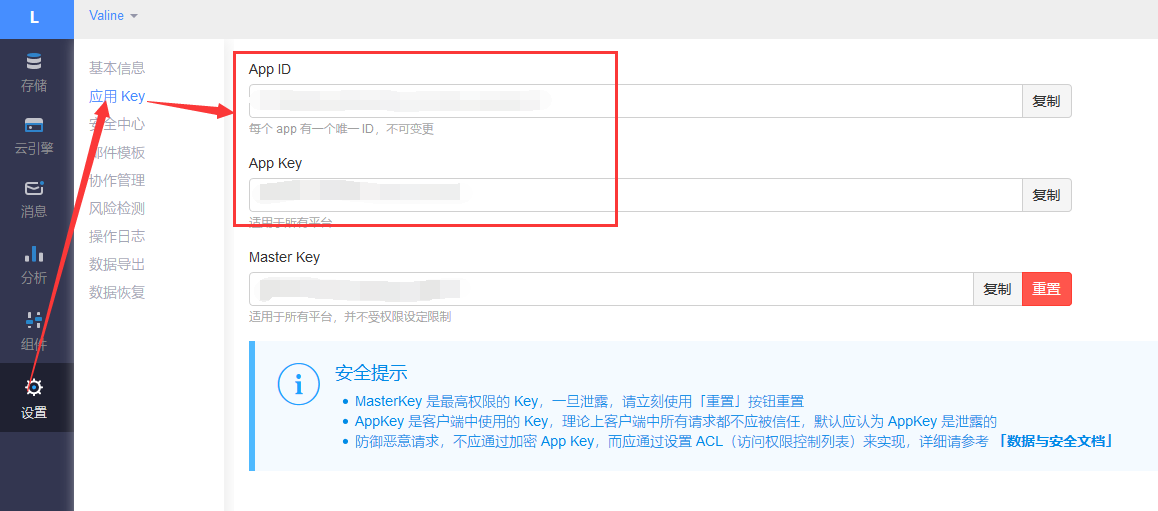 L
Valine
存储
云引擎
消息
分析
组件
设置
基本信息
应用 Key
安全中心
邮件模板
协作管理
风险检测
操作日志
数据导出
数据恢复
App ID
复制
每个 app 有一个唯一 ID，不可变更
App Key
复制
适用于所有平台
Master Key
复制
重置
适用于所有平台，并不受权限设定限制
安全提示
MasterKey 是最高权限的 Key，一旦泄露，请立刻使用「重置」按钮重置
AppKey 是客户端中使用的 Key，理论上客户端中所有请求都不应被信任，默认应认为 AppKey 是泄露的
防御恶意请求，不应通过加密 App Key，而应通过设置 ACL（访问权限控制列表）来实现，详细请参考 「数据与安全文档」